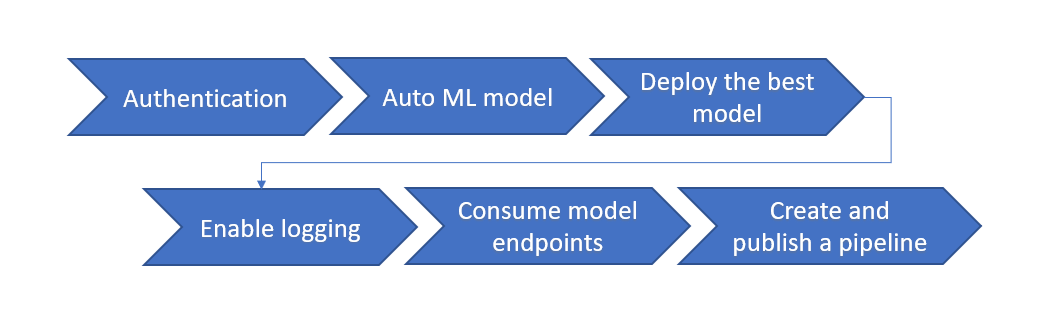 Authentication
Auto ML model
Deploy the best
model
Enable logging
Consume model
endpoints
Create and
publish a pipeline